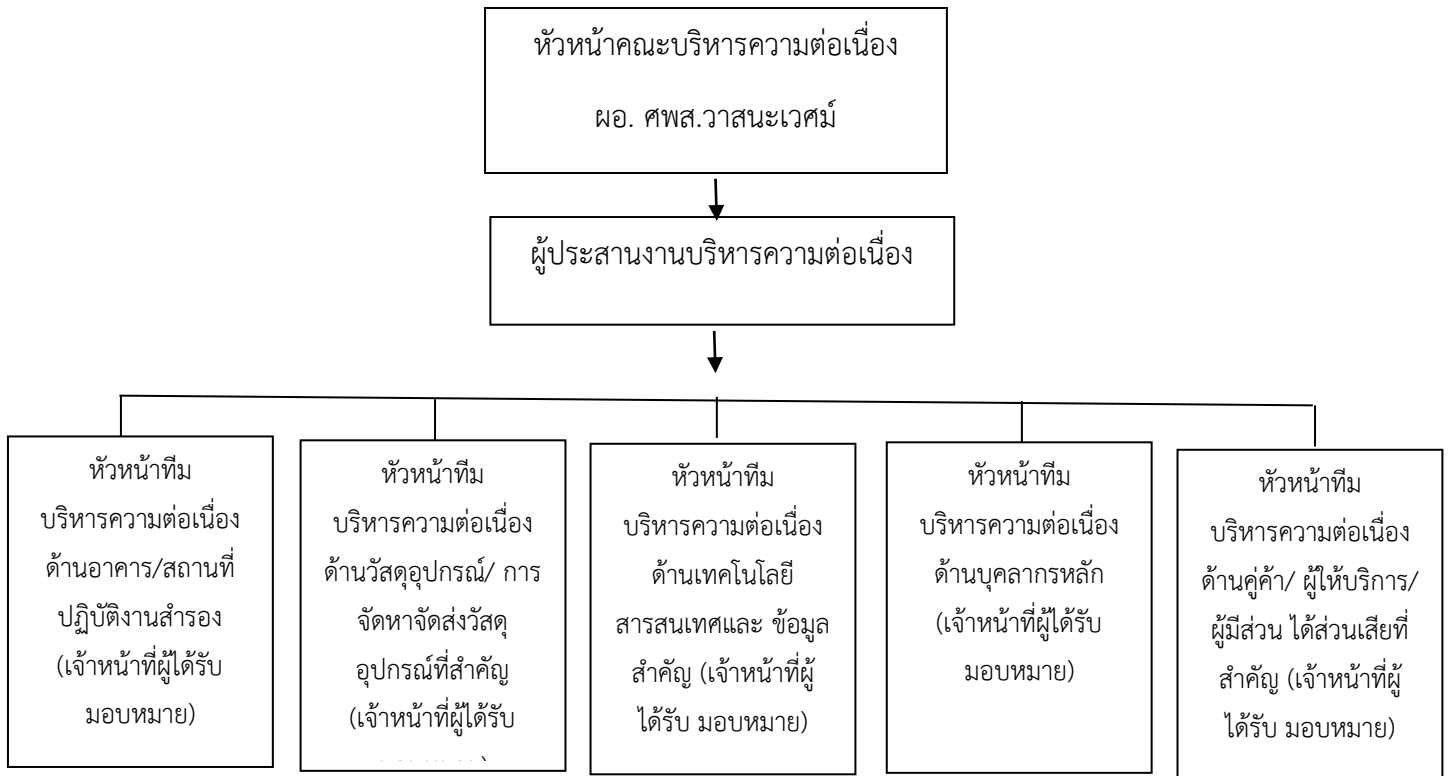 หัวหน้าคณะบริหารความต่อเนื่อง
ผอ. ศพส.วาสนะเวศม์
ผู้ประสานงานบริหารความต่อเนื่อง
หัวหน้าทีม
บริหารความต่อเนื่อง
ด้านอาคาร/สถานที่
ปฏิบัติงานสำรอง
(เจ้าหน้าที่ผู้ได้รับ
มอบหมาย)
หัวหน้าทีม
บริหารความต่อเนื่อง
ด้านวัสดุอุปกรณ์/ การ
จัดหาจัดส่งวัสดุ
อุปกรณ์ที่สำคัญ
(เจ้าหน้าที่ผู้ได้รับ
หัวหน้าทีม
บริหารความต่อเนื่อง
ด้านเทคโนโลยี
สารสนเทศและ ข้อมูล
สำคัญ (เจ้าหน้าที่ผู้
ได้รับ มอบหมาย)
หัวหน้าทีม
บริหารความต่อเนื่อง
ด้านบุคลากรหลัก
(เจ้าหน้าที่ผู้ได้รับ
มอบหมาย)
หัวหน้าทีม
บริหารความต่อเนื่อง
ด้านคู่ค้า/ ผู้ให้บริการ/
ผู้มีส่วน ได้ส่วนเสียที่
สำคัญ (เจ้าหน้าที่ผู้
ได้รับ มอบหมาย)